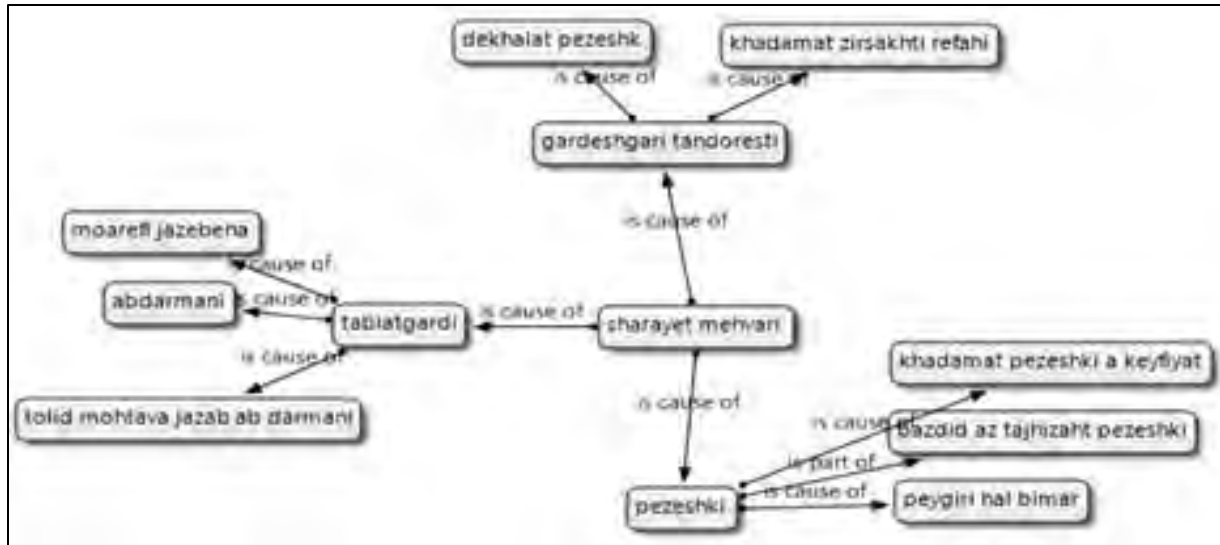 dekhalat pezeshk
khadamat zirsakhti refahi
is cause of
is cause of
gardeshgari tandoresti
is cause of
moarefi jazebena
is cause of
abdarmani
is cause of
tabiatgardi
is cause of
sharayet mehvari
is cause of
tolid mohtava jazab ab darmani
is cause of
khadamat pezeshki a keyfiyat
is cause of
bazdid az tajhizaht pezeshki
is part of
pezeshki
is cause of
peygiri hal bimar